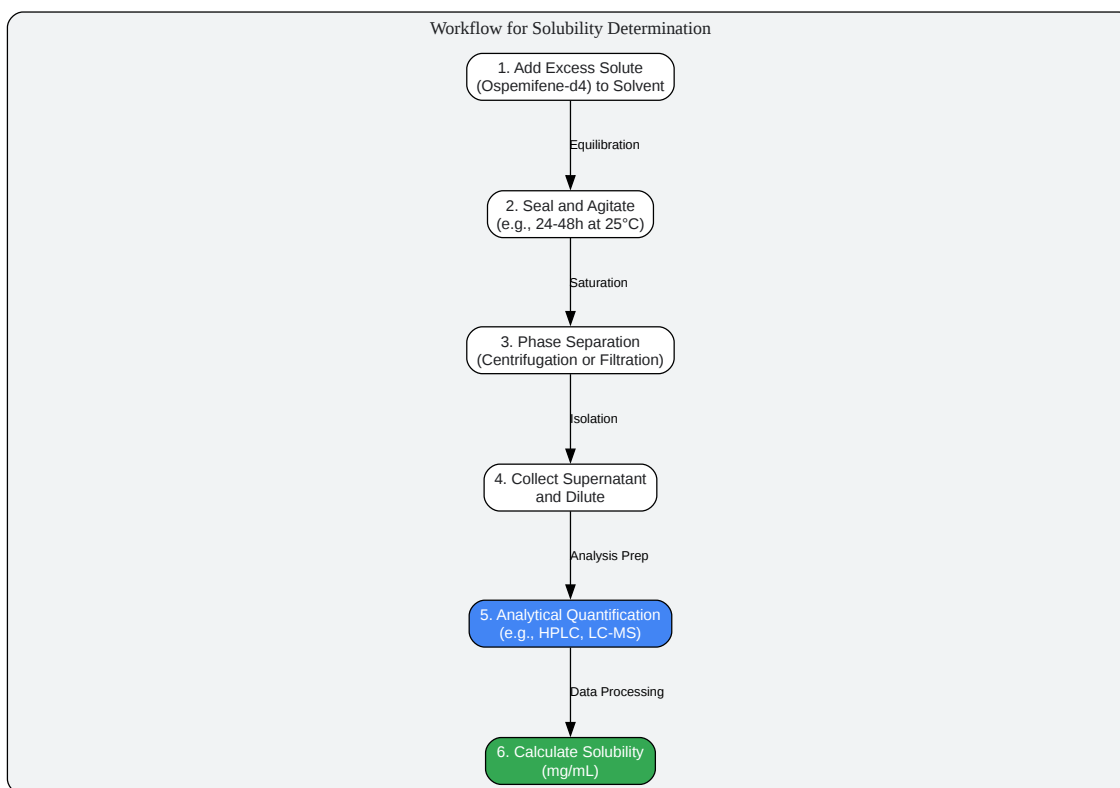 Workflow for Solubility Determination
1. Add Excess Solute
(Ospemifene-d4) to Solvent
Equilibration
2. Seal and Agitate
(e.g., 24-48h at 25°C)
Saturation
3. Phase Separation
(Centrifugation or Filtration)
Isolation
4. Collect Supernatant
and Dilute
Analysis Prep
5. Analytical Quantification
(e.g., HPLC, LC-MS)
Data Processing
6. Calculate Solubility
(mg/mL)